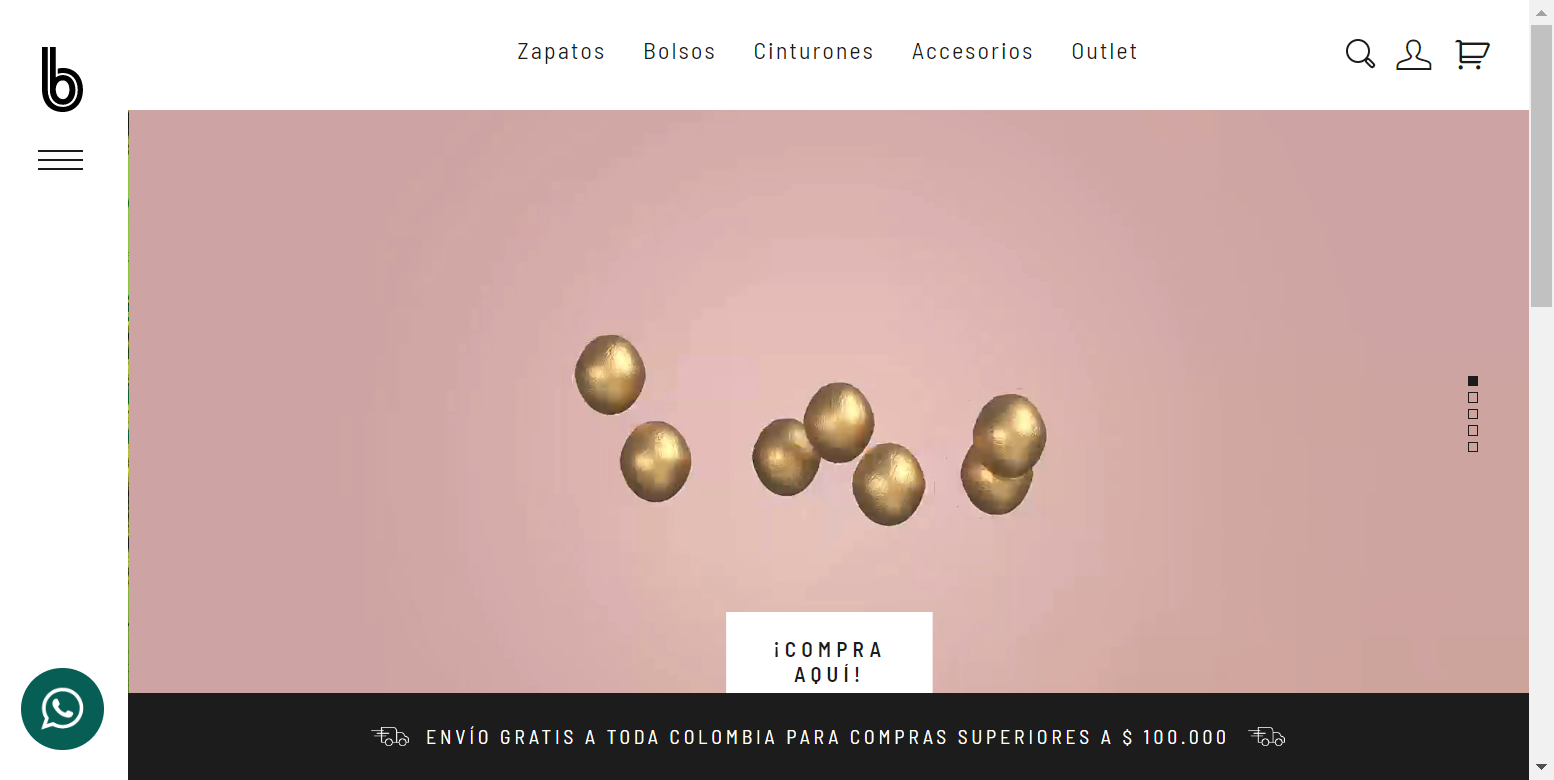 b
Zapatos Bolsos Cinturones Accesorios Outlet
¡COMPRA
AQUÍ!
ENVÍO GRATIS A TODA COLOMBIA PARA COMPRAS SUPERIORES A $ 100.000